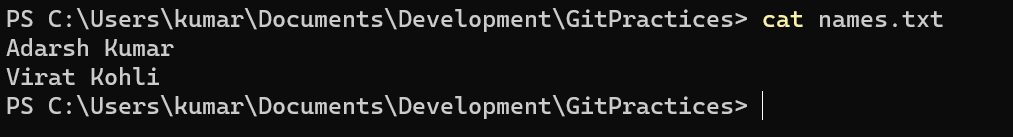 PS C:\Users\kumar\Documents\Development\GitPractices> cat names.txt
Adarsh Kumar
Virat Kohli
PS C:\Users\kumar\Documents\Development\GitPractices>